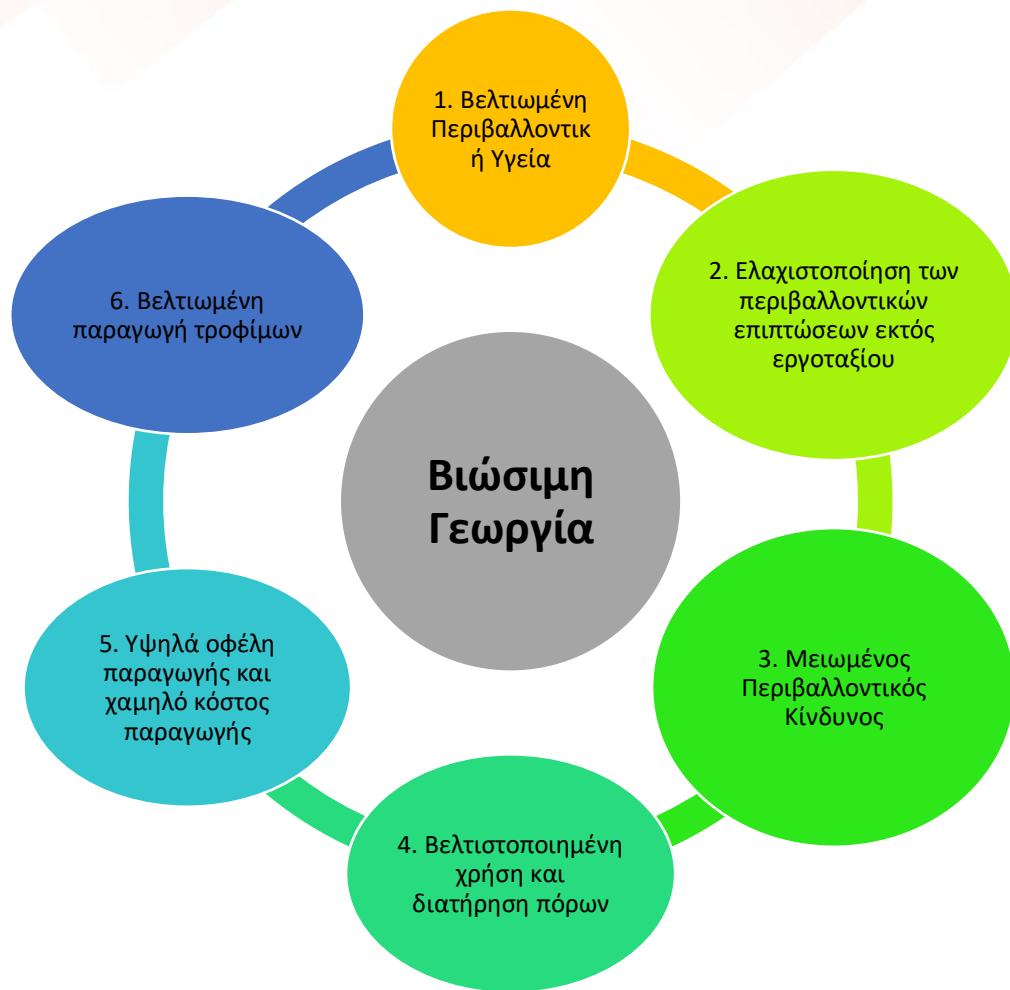 1. Βελτιωμένη
Περιβαλλοντικ
ή Υγεία
2. Ελαχιστοποίηση των
περιβαλλοντικών
επιπτώσεων εκτός
εργοταξίου
3. Μειωμένος
Περιβαλλοντικός
Κίνδυνος
4. Βελτιστοποιημένη
χρήση και
διατήρηση πόρων
5. Υψηλά οφέλη
παραγωγής και
χαμηλό κόστος
παραγωγής
6. Βελτιωμένη
παραγωγή τροφίμων
Βιώσιμη
Γεωργία